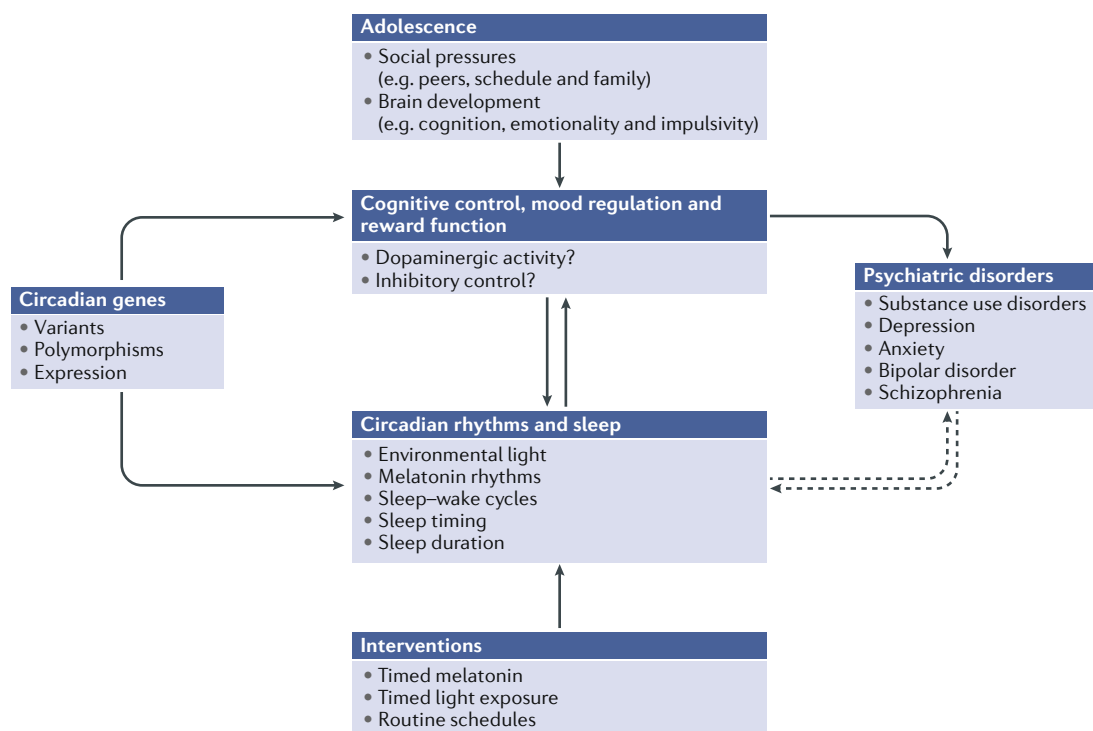 Adolescence
• Social pressures
(e.g. peers, schedule and family)
• Brain development
(e.g. cognition, emotionality and impulsivity)
Cognitive control, mood regulation and
reward function
• Dopaminergic activity?
• Inhibitory control?
Circadian genes
• Variants
• Polymorphisms
• Expression
Psychiatric disorders
• Substance use disorders
• Depression
• Anxiety
• Bipolar disorder
• Schizophrenia
Circadian rhythms and sleep
• Environmental light
• Melatonin rhythms
• Sleep–wake cycles
• Sleep timing
• Sleep duration
Interventions
• Timed melatonin
• Timed light exposure
• Routine schedules